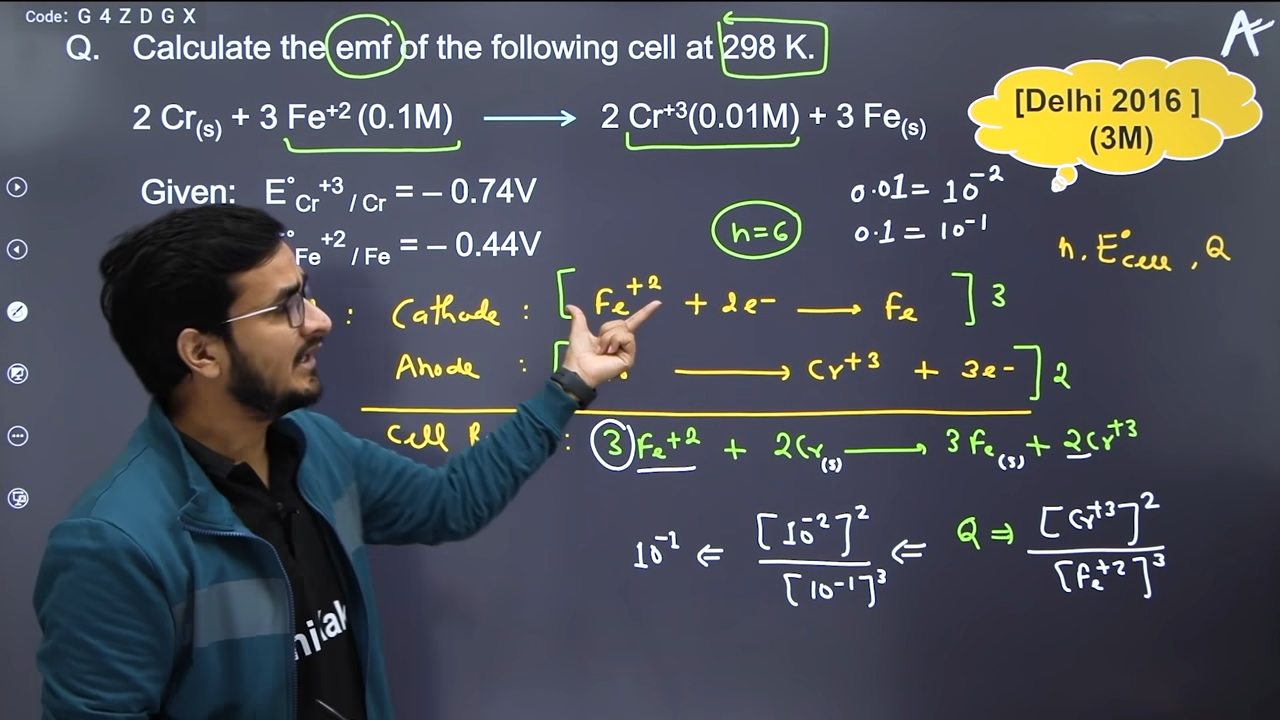 Code: G 4 Z D G X
Q. Calculate the emf of the following cell at 298 K.
2 Cr(s) + 3 Fe⁺² (0.1M) ⟶ 2 Cr⁺³(0.01M) + 3 Fe(s)
[Delhi 2016 ]
(3M)
Given: E° Cr⁺³ / Cr = – 0.74V
° Fe⁺² / Fe = – 0.44V
n=6
0.01 = 10⁻²
0.1 = 10⁻¹
n, E°cell, Q
: Cathode : [ Fe⁺² + 2e⁻ ⟶ Fe ] 3
Anode : [ ⟶ Cr⁺³ + 3e⁻ ] 2
Cell R : 3 Fe⁺² + 2Cr(s) ⟶ 3 Fe(s) + 2Cr⁺³
10⁻¹ ⇐ [10⁻²]² / [10⁻¹]³ ⇐ Q ⇒ [Cr⁺³]² / [Fe⁺²]³